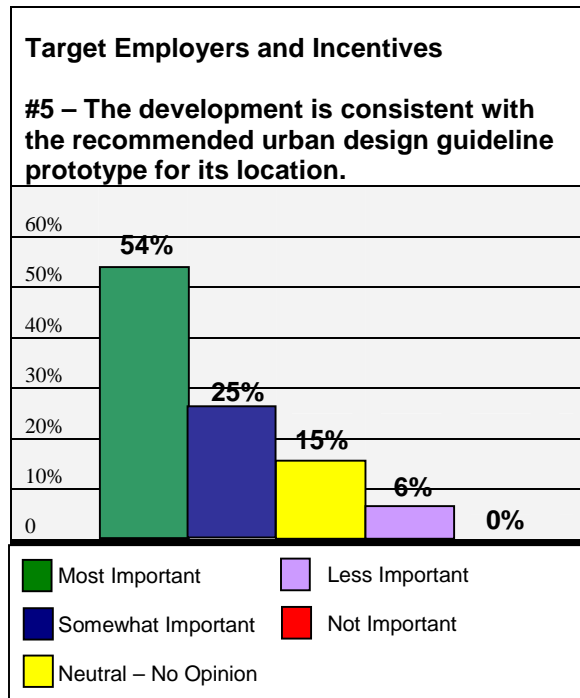 Target Employers and Incentives
#5 – The development is consistent with
the recommended urban design guideline
prototype for its location.
60%
54%
50%
40%
30%
25%
20%
15%
10%
6%
0
0%
Most Important
Less Important
Somewhat Important
Not Important
Neutral – No Opinion